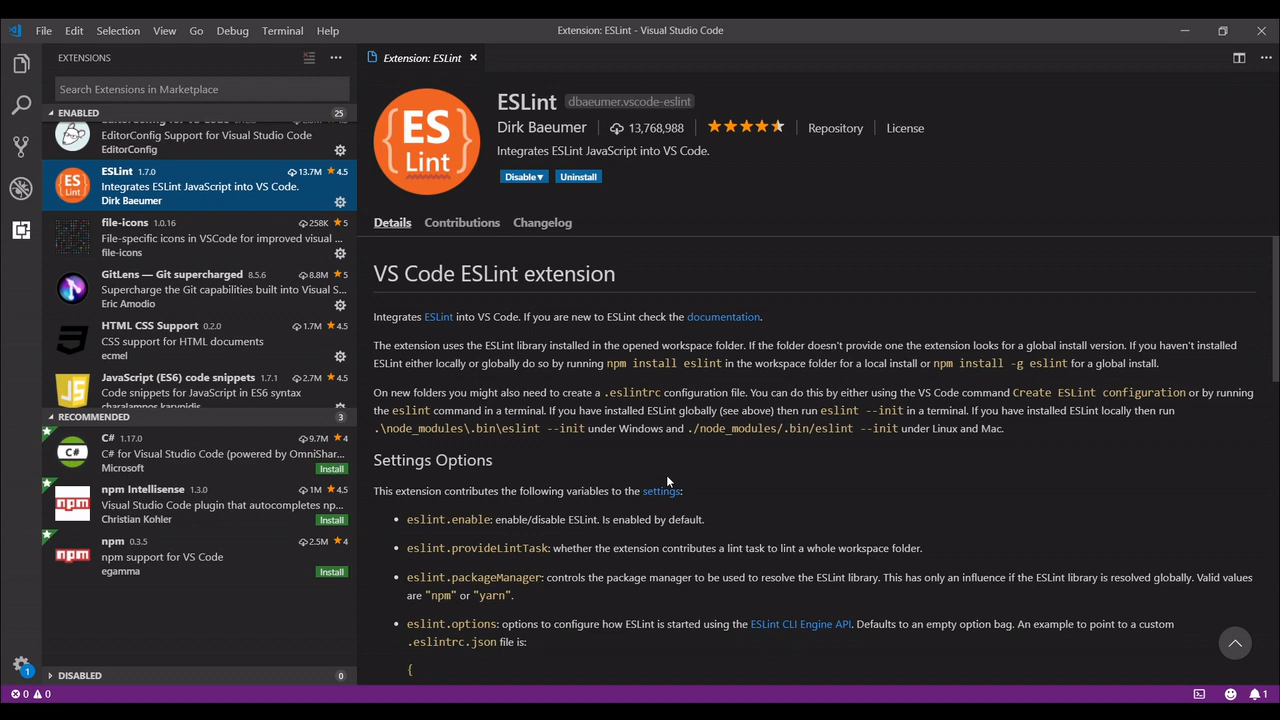 File Edit Selection View Go Debug Terminal Help
Extension: ESLint - Visual Studio Code
EXTENSIONS
Search Extensions in Marketplace
ENABLED 25
EditorConfig Support for Visual Studio Code
EditorConfig
ESLint 1.7.0 13.7M 4.5
Integrates ESLint JavaScript into VS Code.
Dirk Baeumer
file-icons 1.0.16 258K 5
File-specific icons in VSCode for improved visual ...
file-icons
GitLens — Git supercharged 8.5.6 8.8M 5
Supercharge the Git capabilities built into Visual S...
Eric Amodio
HTML CSS Support 0.2.0 1.7M 4.5
CSS support for HTML documents
ecmel
JS
JavaScript (ES6) code snippets 1.7.1 2.7M 4.5
Code snippets for JavaScript in ES6 syntax
charalampos karypidis
RECOMMENDED 3
C#
C# 1.17.0 9.7M 4
C# for Visual Studio Code (powered by OmniShar...
Microsoft Install
npm
npm Intellisense 1.3.0 1M 4.5
Visual Studio Code plugin that autocompletes np...
Christian Kohler Install
npm
npm 0.3.5 2.5M 4
npm support for VS Code
egamma Install
DISABLED 0
Extension: ESLint
ES
Lint
ESLint dbaeumer.vscode-eslint
Dirk Baeumer 13,768,988 Repository License
Integrates ESLint JavaScript into VS Code.
Disable Uninstall
Details Contributions Changelog
VS Code ESLint extension
Integrates ESLint into VS Code. If you are new to ESLint check the documentation.
The extension uses the ESLint library installed in the opened workspace folder. If the folder doesn't provide one the extension looks for a global install version. If you haven't installed
ESLint either locally or globally do so by running npm install eslint in the workspace folder for a local install or npm install -g eslint for a global install.
On new folders you might also need to create a .eslintrc configuration file. You can do this by either using the VS Code command Create ESLint configuration or by running
the eslint command in a terminal. If you have installed ESLint globally (see above) then run eslint --init in a terminal. If you have installed ESLint locally then run
.\node_modules\.bin\eslint --init under Windows and ./node_modules/.bin/eslint --init under Linux and Mac.
Settings Options
This extension contributes the following variables to the settings:
• eslint.enable: enable/disable ESLint. Is enabled by default.
• eslint.provideLintTask: whether the extension contributes a lint task to lint a whole workspace folder.
• eslint.packageManager: controls the package manager to be used to resolve the ESLint library. This has only an influence if the ESLint library is resolved globally. Valid values
are "npm" or "yarn".
• eslint.options: options to configure how ESLint is started using the ESLint CLI Engine API. Defaults to an empty option bag. An example to point to a custom
.eslintrc.json file is:
{
1
0 0 1